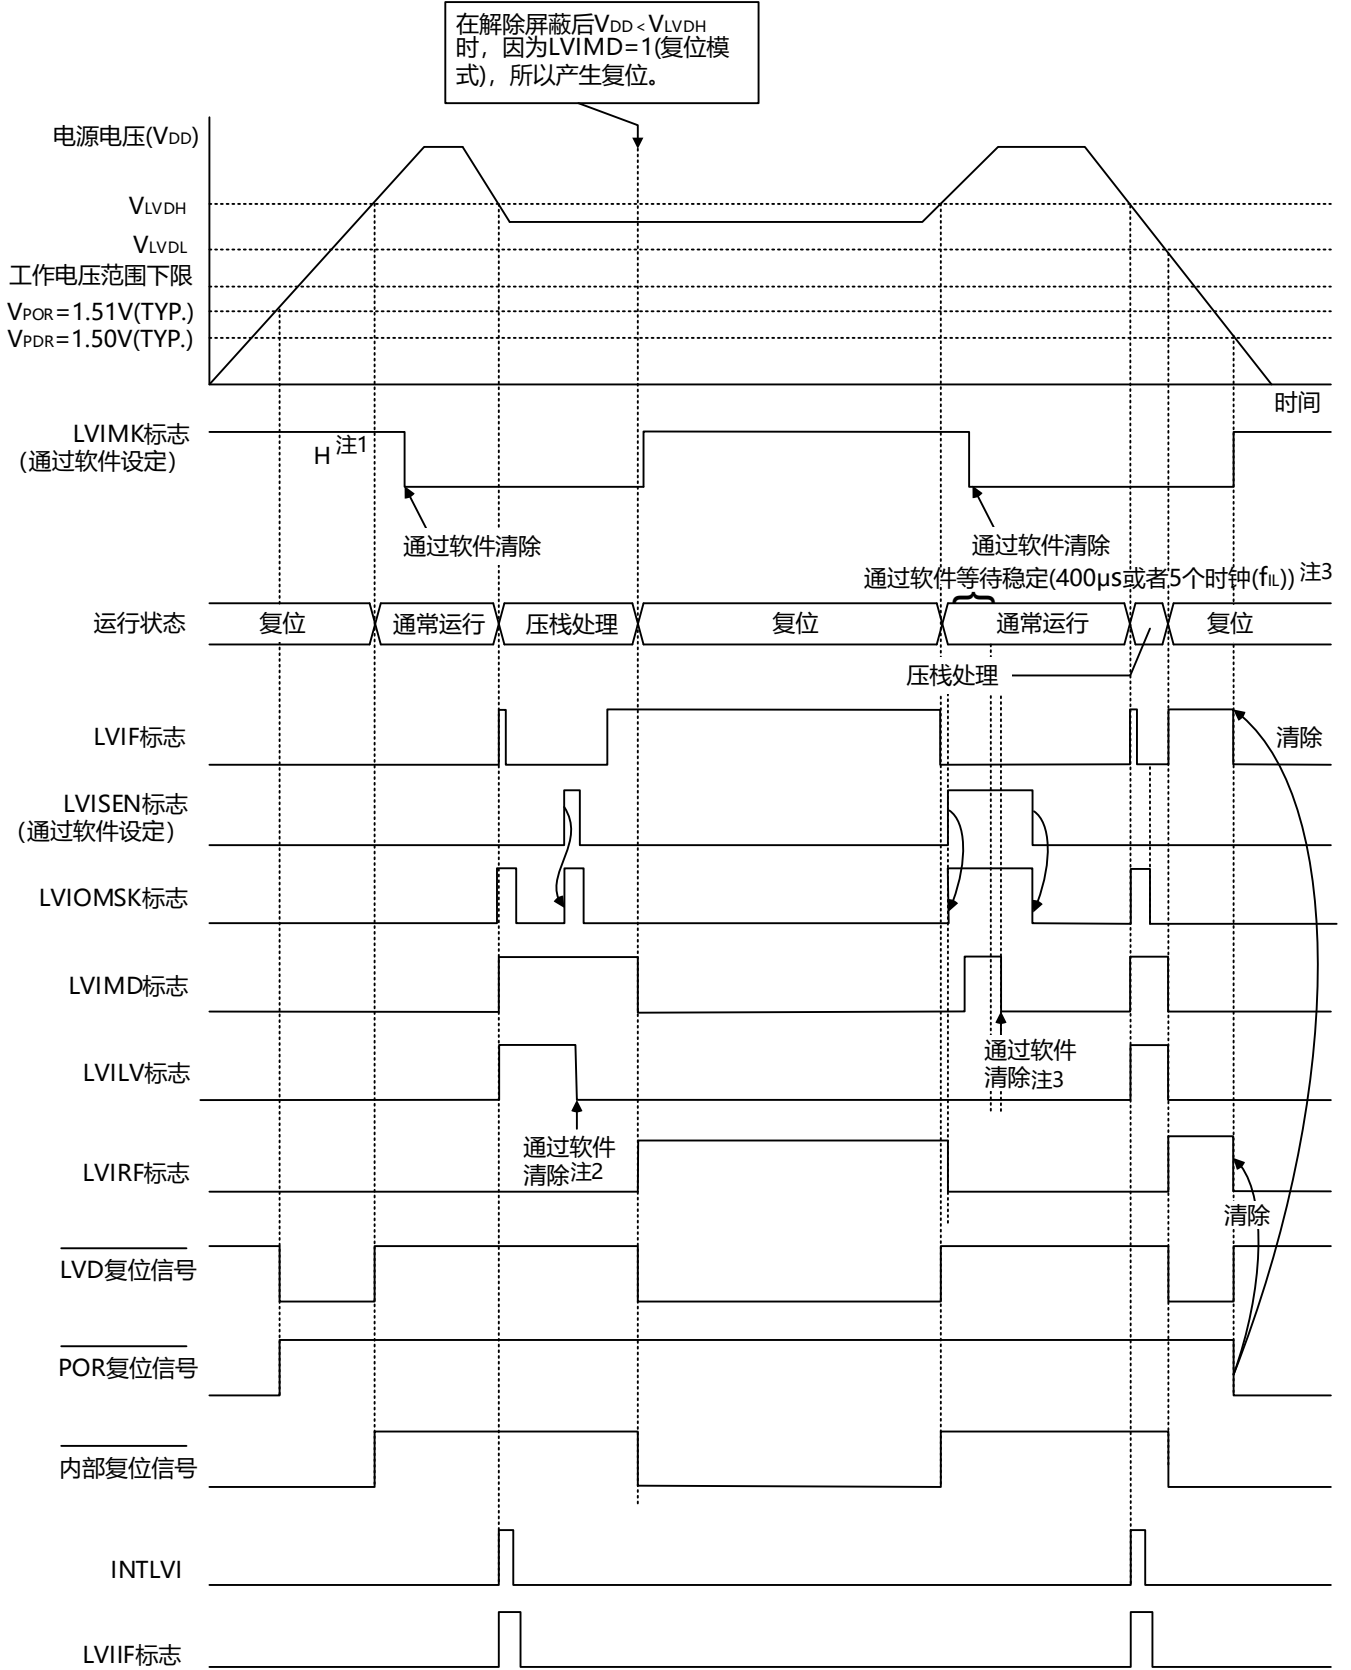 在解除屏蔽后VDD<VLVDH
时，因为LVIMD=1(复位模
式)，所以产生复位。
电源电压(VDD)
VLVDH
VLVDL
工作电压范围下限
VPOR=1.51V(TYP.)
VPDR=1.50V(TYP.)
时间
LVIMK标志
（通过软件设定）
H 注1
通过软件清除
通过软件清除
通过软件等待稳定(400μs或者5个时钟(fIL)) 注3
运行状态
复位
通常运行
压栈处理
复位
通常运行
复位
压栈处理
LVIF标志
清除
LVISEN标志
（通过软件设定）
LVIOMSK标志
LVIMD标志
通过软件
清除注3
LVILV标志
通过软件
清除注2
LVIRF标志
清除
LVD复位信号
POR复位信号
内部复位信号
INTLVI
LVIIF标志